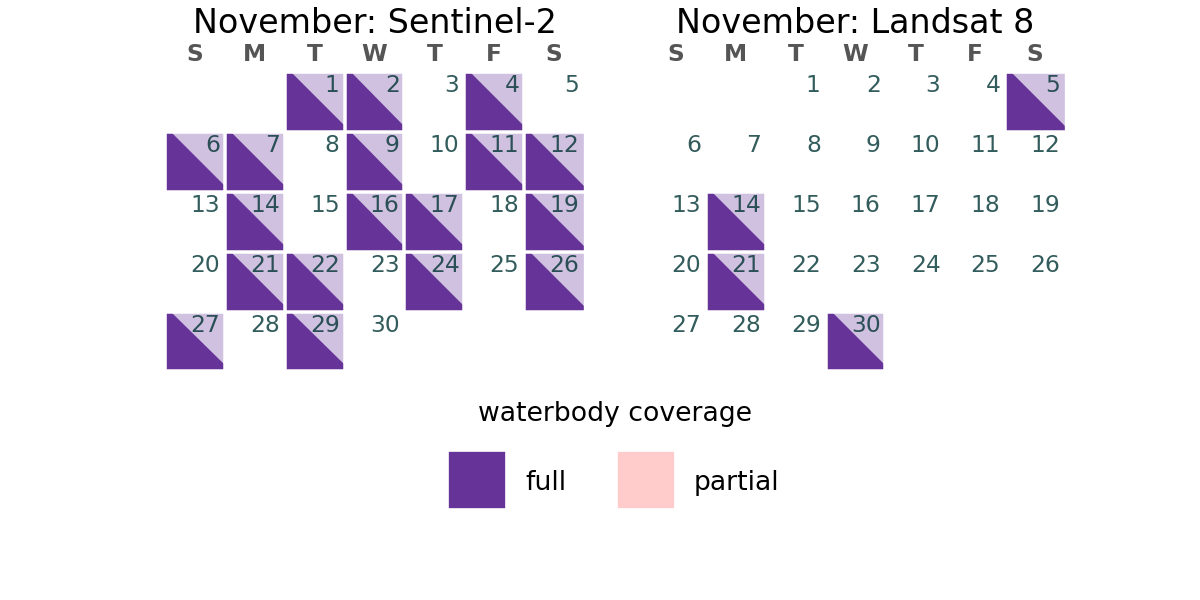 November: Sentinel-2
S M T W T F S
1 2 3 4 5
6 7 8 9 10 11 12
13 14 15 16 17 18 19
20 21 22 23 24 25 26
27 28 29 30
November: Landsat 8
S M T W T F S
1 2 3 4 5
6 7 8 9 10 11 12
13 14 15 16 17 18 19
20 21 22 23 24 25 26
27 28 29 30
waterbody coverage
full
partial